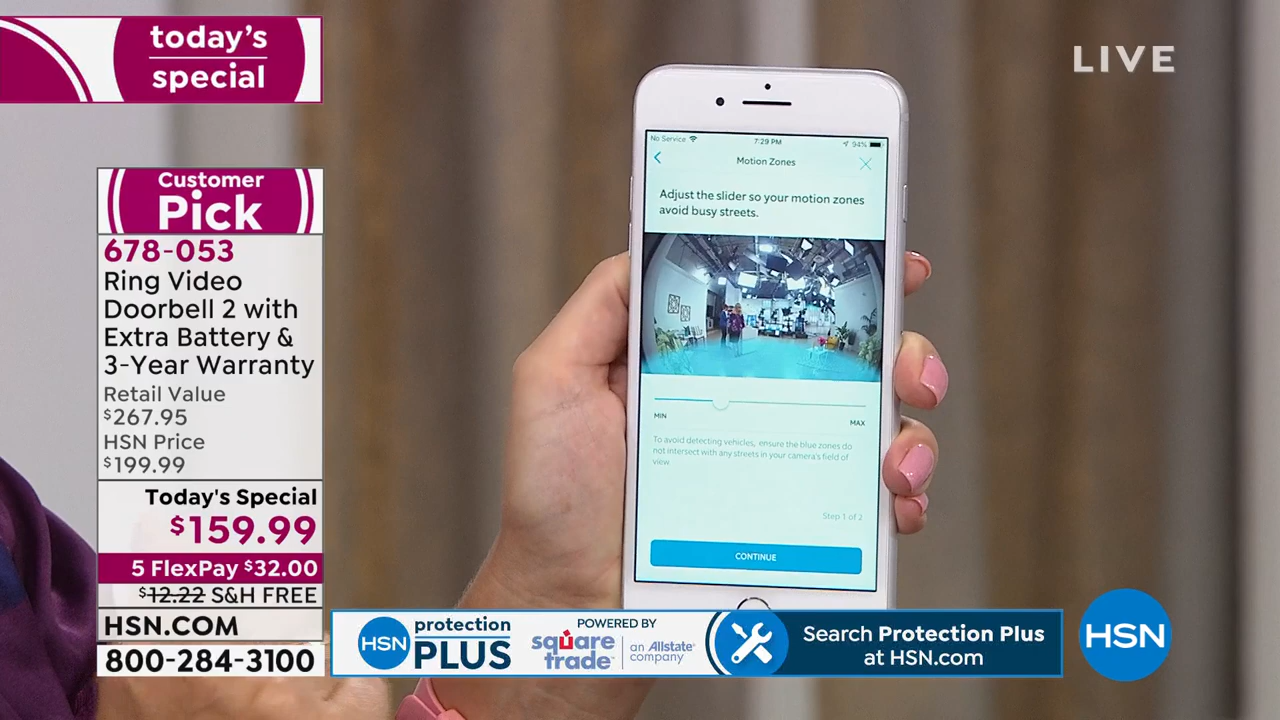 today's
special
LIVE
Customer
Pick
678-053
Ring Video
Doorbell 2 with
Extra Battery &
3-Year Warranty
Retail Value
$267.95
HSN Price
$199.99
Today's Special
$159.99
5 FlexPay $32.00
$12.22 S&H FREE
HSN.COM
800-284-3100
No Service
7:29 PM
94%
Motion Zones
Adjust the slider so your motion zones
avoid busy streets.
MIN
MAX
To avoid detecting vehicles, ensure the blue zones do
not intersect with any streets in your camera's field of
view
Step 1 of 2
CONTINUE
HSN
protection
PLUS
POWERED BY
square
trade
an Allstate
company
Search Protection Plus
at HSN.com
HSN